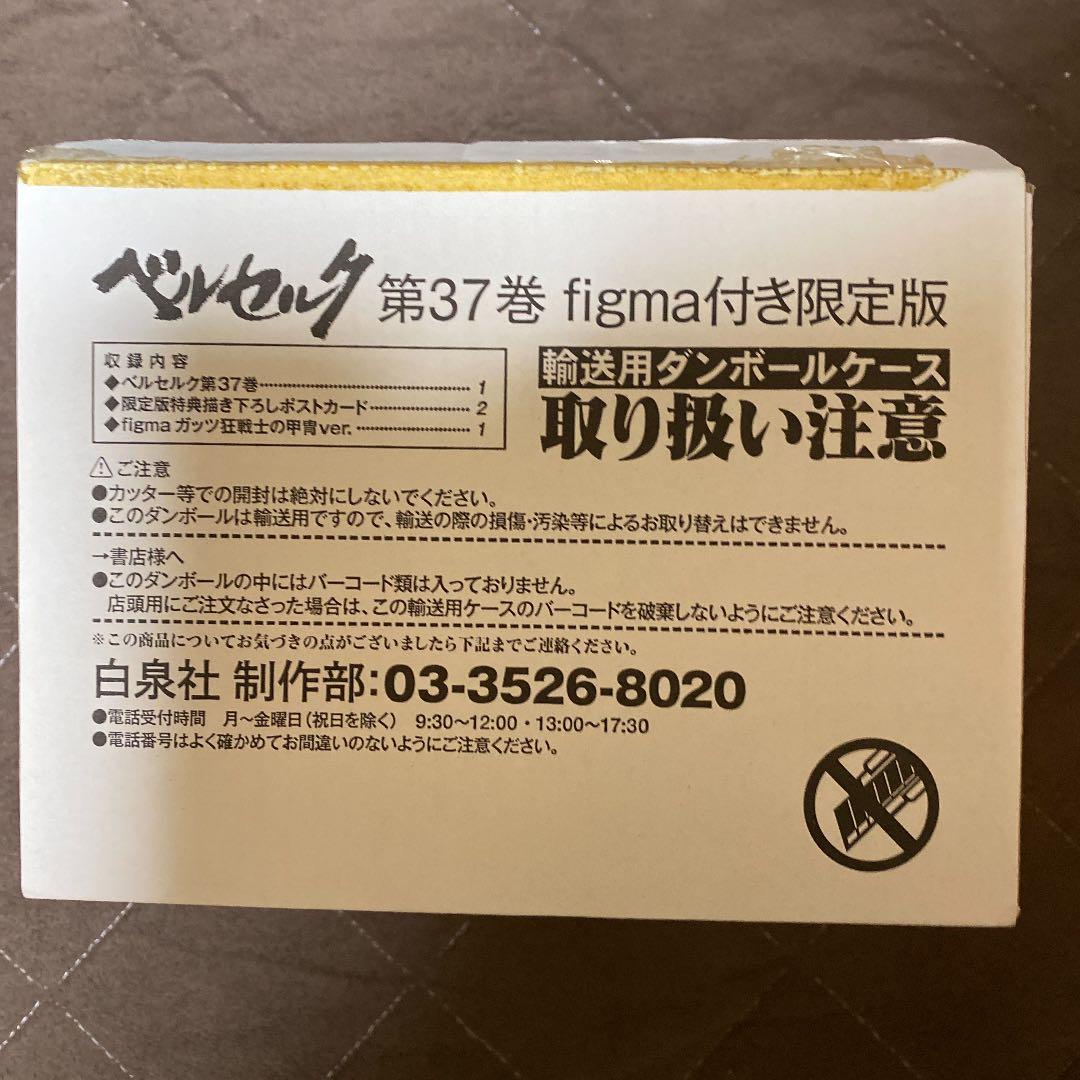 ベルセルク 第37巻 figma付き限定版
収録内容
◆ベルセルク第37巻……………………………… 1
◆限定版特典描き下ろしポストカード……………… 2
◆figma ガッツ狂戦士の甲冑ver.………………… 1
輸送用ダンボールケース
取り扱い注意
⚠ご注意
●カッター等での開封は絶対にしないでください。
●このダンボールは輸送用ですので、輸送の際の損傷・汚染等によるお取り替えはできません。
→書店様へ
●このダンボールの中にはバーコード類は入っておりません。
店頭用にご注文なさった場合は、この輸送用ケースのバーコードを破棄しないようにご注意ください。
※この商品についてお気づきの点がございましたら下記までご連絡ください。
白泉社 制作部:03-3526-8020
●電話受付時間 月〜金曜日(祝日を除く) 9:30〜12:00・13:00〜17:30
●電話番号はよく確かめてお間違いのないようにご注意ください。